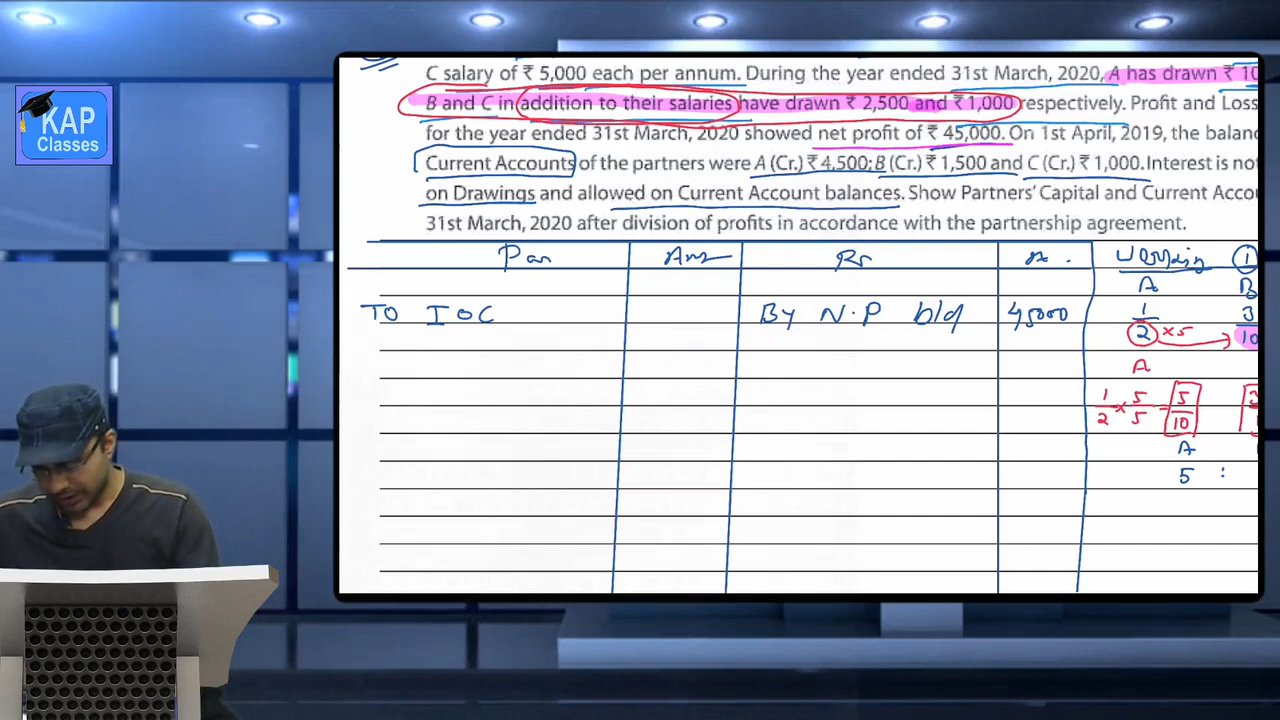 KAP
Classes
C salary of ₹ 5,000 each per annum. During the year ended 31st March, 2020, A has drawn ₹ 10
B and C in addition to their salaries have drawn ₹ 2,500 and ₹ 1,000 respectively. Profit and Loss
for the year ended 31st March, 2020 showed net profit of ₹ 45,000. On 1st April, 2019, the balan
Current Accounts of the partners were A (Cr.) ₹ 4,500; B (Cr.) ₹ 1,500 and C (Cr.) ₹ 1,000. Interest is not
on Drawings and allowed on Current Account balances. Show Partners' Capital and Current Accou
31st March, 2020 after division of profits in accordance with the partnership agreement.
Par
Working 1
A B
TO IOC By N.P b/d 45000
1/2 ×5 3/10
A
1/2 × 5/5 = 5/10
A
5 :